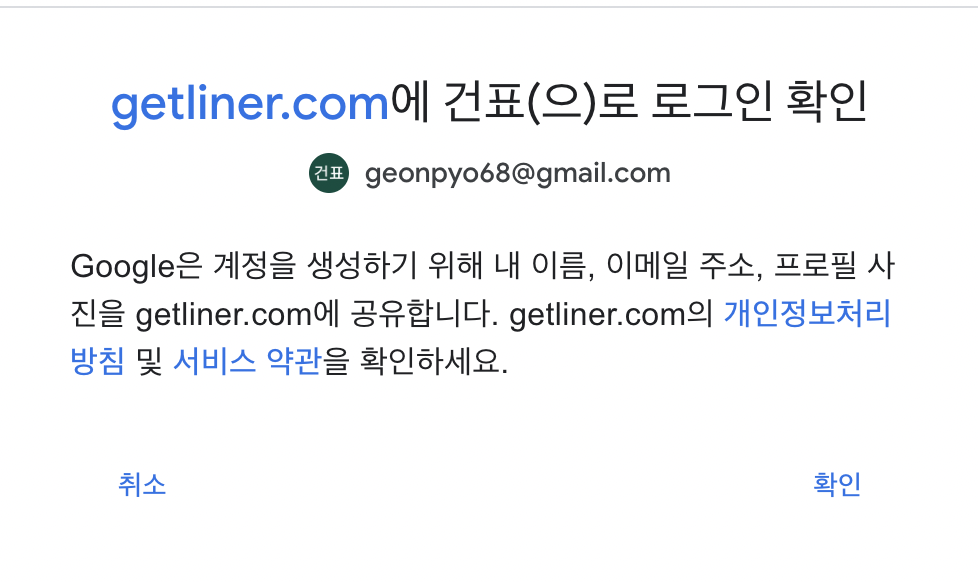 getliner.com에 건표(으)로 로그인 확인
건표 geonpyo68@gmail.com
Google은 계정을 생성하기 위해 내 이름, 이메일 주소, 프로필 사
진을 getliner.com에 공유합니다. getliner.com의 개인정보처리
방침 및 서비스 약관을 확인하세요.
취소 확인